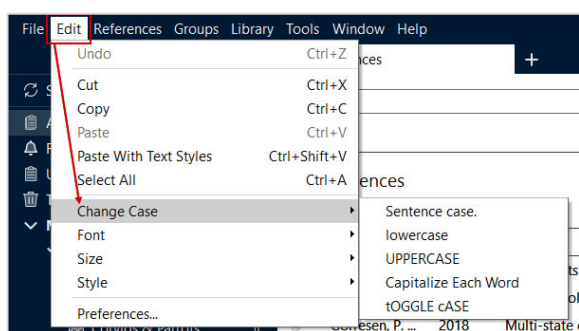 File Edit References Groups Library Tools Window Help
Undo Ctrl+Z
Cut Ctrl+X
Copy Ctrl+C
Paste Ctrl+V
Paste With Text Styles Ctrl+Shift+V
Select All Ctrl+A
Change Case
Font
Size
Style
Preferences...
Sentence case.
lowercase
UPPERCASE
Capitalize Each Word
tOGGLE cASE
2018 Multi-state